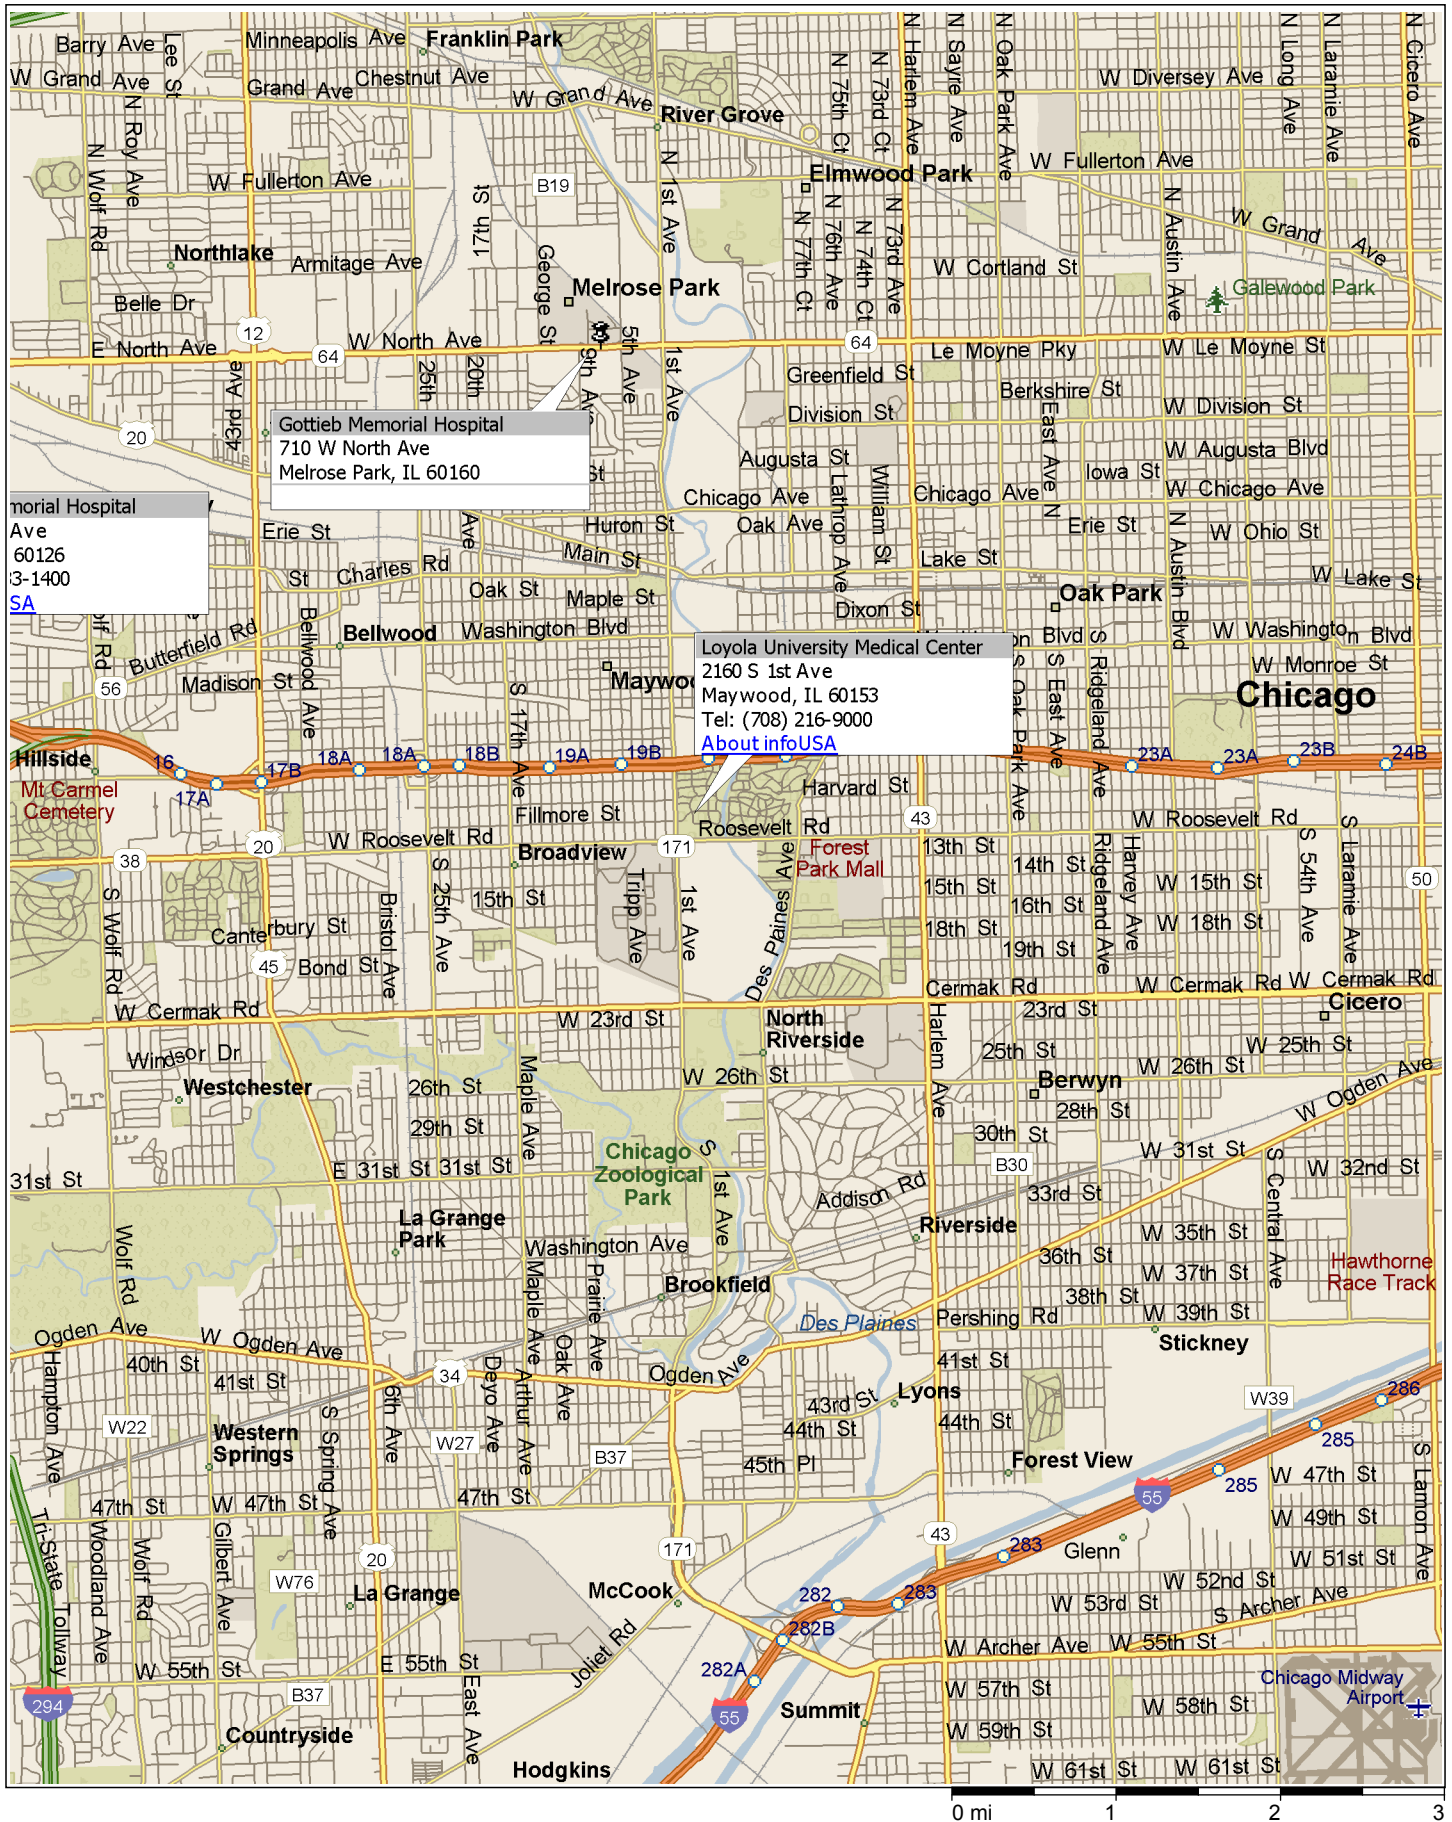 Barry Ave
Lee St
Minneapolis Ave
Franklin Park
W Grand Ave
Grand Ave
Chestnut Ave
W Grand Ave
River Grove
N Roy Ave
N Wolf Rd
N 75th Ct
N 73rd Ct
N Harlem Ave
N Sayre Ave
N Oak Park Ave
W Diversey Ave
N Long Ave
N Laramie Ave
N Cicero Ave
W Fullerton Ave
B19
17th St
N 1st Ave
Elmwood Park
W Fullerton Ave
N 77th Ct
N 76th Ave
N 74th Ct
N 73rd Ave
N Austin Ave
W Grand Ave
Northlake
Armitage Ave
George St
Melrose Park
W Cortland St
Galewood Park
Belle Dr
12
E North Ave
64
W North Ave
5th Ave
9th Ave
1st Ave
64
Le Moyne Pky
W Le Moyne St
43rd Ave
25th
20th
Greenfield St
Berkshire St
Division St
W Division St
20
Gottieb Memorial Hospital
710 W North Ave
Melrose Park, IL 60160
St
Augusta St
East Ave
N
W Augusta Blvd
Iowa St
Chicago Ave
Lathrop Ave
William St
Chicago Ave
W Chicago Ave
morial Hospital
Ave
60126
33-1400
SA
Erie St
Ave
Huron St
Oak Ave
Erie St
W Ohio St
N Austin Blvd
St
Charles Rd
Main St
Lake St
W Lake St
Oak St
Maple St
Dixon St
Oak Park
Butterfield Rd
Bellwood Ave
Bellwood
Washington Blvd
on Blvd
W Washington Blvd
56
Madison St
S 17th Ave
Loyola University Medical Center
2160 S 1st Ave
Maywood, IL 60153
Tel: (708) 216-9000
About infoUSA
S Oak Park Ave
S East Ave
S Ridgeland Ave
W Monroe St
Chicago
Hillside
16
17A
17B
18A
18A
18B
19A
19B
23A
23A
23B
24B
Mt Carmel
Cemetery
Fillmore St
Harvard St
43
W Roosevelt Rd
Roosevelt Rd
W Roosevelt Rd
38
20
Broadview
171
Forest
Park Mall
13th St
14th St
Ridgeland Ave
Harvey Ave
S 54th Ave
S Laramie Ave
50
S Wolf Rd
Bristol Ave
S 25th Ave
15th St
Tripp Ave
1st Ave
Des Plaines Ave
15th St
16th St
W 15th St
Canterbury St
18th St
19th St
W 18th St
45
Bond St
W Cermak Rd
Cermak Rd
W Cermak Rd
W Cermak Rd
W 23rd St
North
Riverside
23rd St
Cicero
Windsor Dr
Maple Ave
Harlem Ave
25th St
W 25th St
Westchester
26th St
W 26th St
Berwyn
W 26th St
W Ogden Ave
29th St
28th St
30th St
31st St
E 31st St
31st St
Chicago
Zoological
Park
S 1st Ave
Addison Rd
B30
W 31st St
W 32nd St
S Central Ave
33rd St
La Grange
Park
Riverside
W 35th St
Wolf Rd
Washington Ave
36th St
Hawthorne
Race Track
Maple Ave
Prairie Ave
Brookfield
W 37th St
38th St
Des Plaines
Pershing Rd
W 39th St
Stickney
Ogden Ave
W Ogden Ave
40th St
41st St
34
Deyo Ave
Arthur Ave
Oak Ave
Ogden Ave
41st St
Hampton Ave
6th Ave
43rd St
Lyons
W39
286
W22
S Spring Ave
44th St
44th St
285
Western
Springs
W27
B37
45th Pl
Forest View
W 47th St
285
S Lamon Ave
47th St
W 47th St
47th St
55
W 49th St
Tri-State Tollway
Woodland Ave
Wolf Rd
Gilbert Ave
20
171
43
283
Glenn
W 51st St
W76
La Grange
McCook
282
283
W 52nd St
W 53rd St
S Archer Ave
282B
Joliet Rd
W Archer Ave
W 55th St
W 55th St
E 55th St
282A
B37
East Ave
294
55
Summit
W 57th St
Chicago Midway
Airport
W 58th St
Countryside
W 59th St
Hodgkins
W 61st St
W 61st St
0 mi
1
2
3